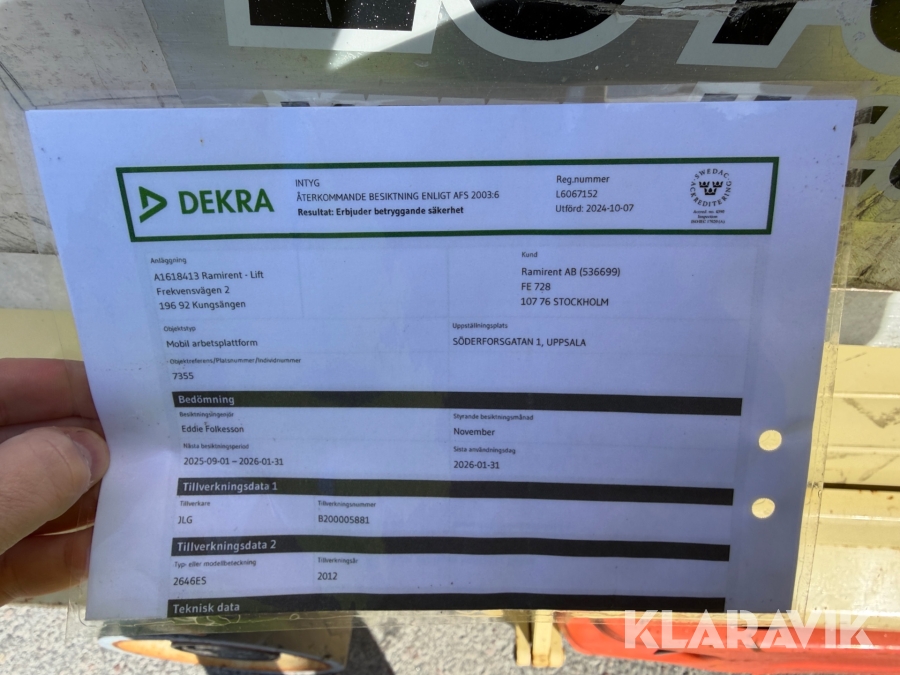 DEKRA
INTYG
ÅTERKOMMANDE BESIKTNING ENLIGT AFS 2003:6
Resultat: Erbjuder betryggande säkerhet
Reg.nummer
L6067152
Utförd: 2024-10-07
SWEDAC
ACKREDITERING
Anläggning
A1618413 Ramirent - Lift
Frekvensvägen 2
196 92 Kungsängen
Kund
Ramirent AB (536699)
FE 728
107 76 STOCKHOLM
Objektstyp
Mobil arbetsplattform
Uppställningsplats
SÖDERFORSGATAN 1, UPPSALA
Objektreferens/Platsnummer/Individnummer
7355
Bedömning
Besiktningsingenjör
Eddie Folkesson
Styrande besiktningsmånad
November
Nästa besiktningsperiod
2025-09-01 – 2026-01-31
Sista användningsdag
2026-01-31
Tillverkningsdata 1
Tillverkare
JLG
Tillverkningsnummer
B200005881
Tillverkningsdata 2
Typ- eller modellbeteckning
2646ES
Tillverkningsår
2012
Teknisk data
KLARAVIK